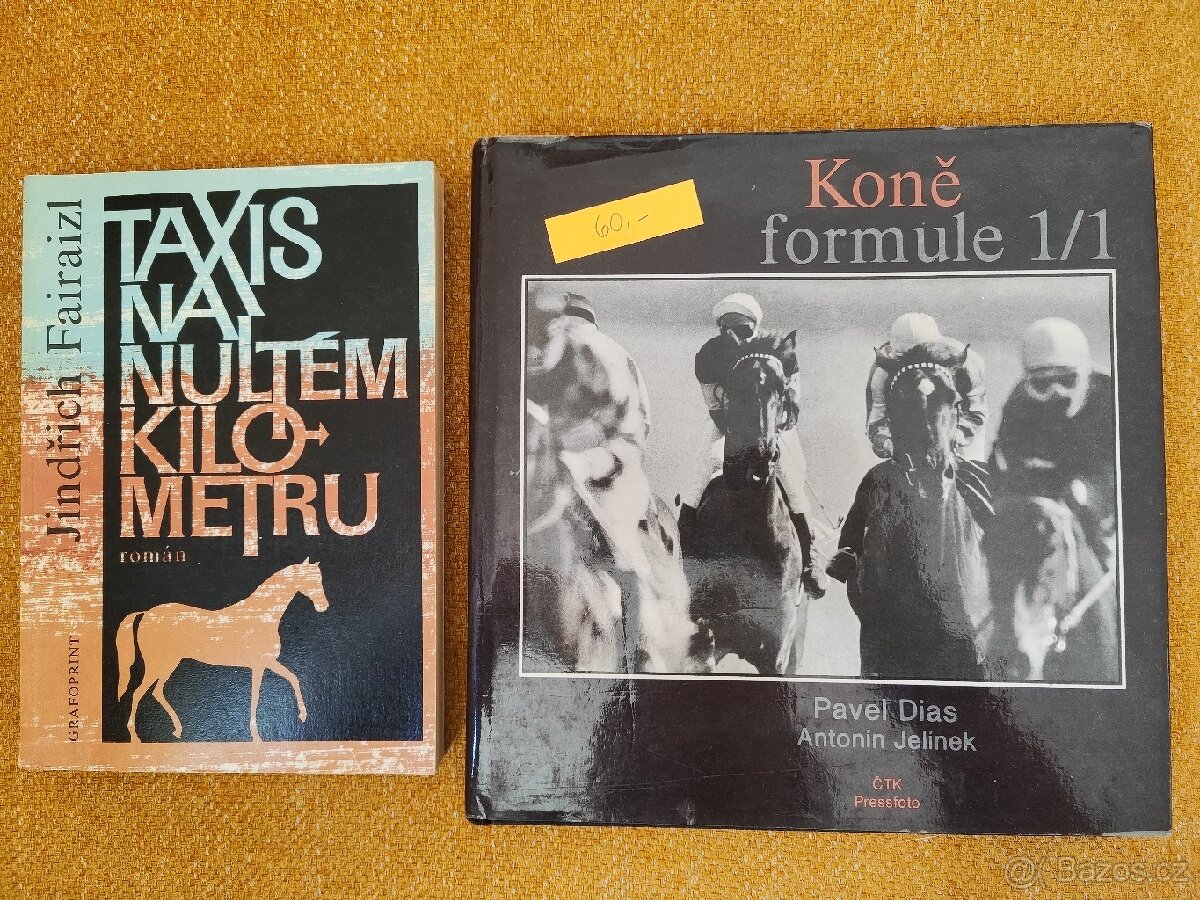 Jindřich Fairaizl
TAXIS
NA
NULTÉM
KILO-
METRU
román
GRAFOPRINT
60,-
Koně
formule 1/1
Pavel Dias
Antonin Jelínek
ČTK
Pressfoto
Bazos.cz